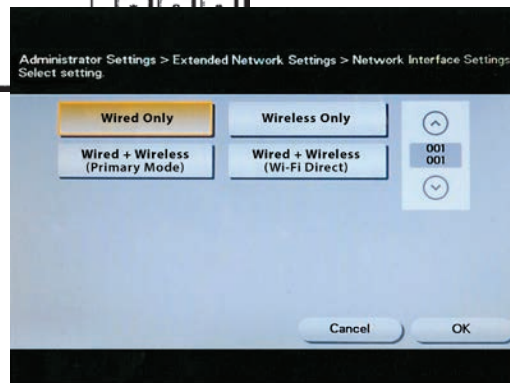 Administrator Settings > Extended Network Settings > Network Interface Settings
Select setting.
Wired Only
Wireless Only
Wired + Wireless
(Primary Mode)
Wired + Wireless
(Wi-Fi Direct)
001
001
Cancel
OK